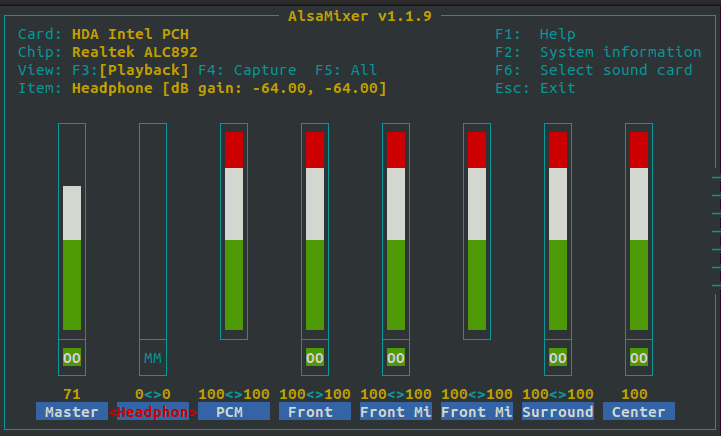 AlsaMixer v1.1.9
Card: HDA Intel PCH F1: Help
Chip: Realtek ALC892 F2: System information
View: F3:[Playback] F4: Capture F5: All F6: Select sound card
Item: Headphone [dB gain: -64.00, -64.00] Esc: Exit
OO MM OO OO OO OO
71 0<>0 100<>100 100<>100 100<>100 100<>100 100<>100 100
Master <Headphon> PCM Front Front Mi Front Mi Surround Center